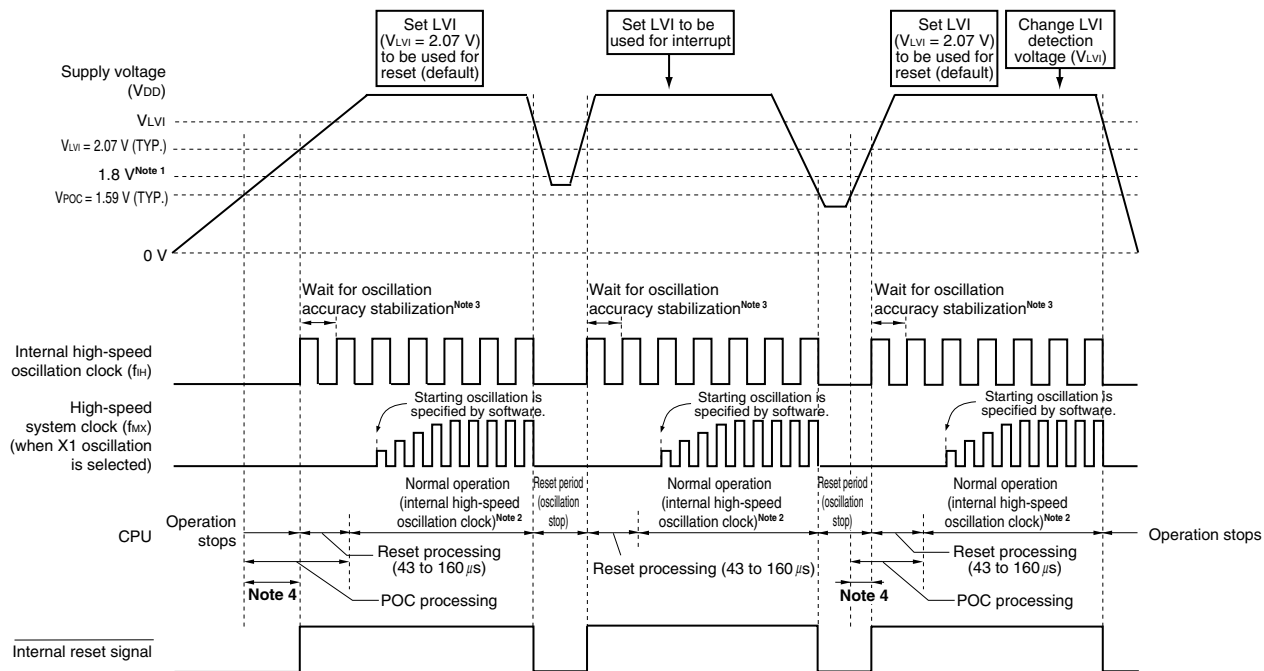 Set LVI
(VLVI = 2.07 V)
to be used for
reset (default)
Set LVI to be
used for interrupt
Set LVI
(VLVI = 2.07 V)
to be used for
reset (default)
Change LVI
detection
voltage (VLVI)
Supply voltage
(VDD)
VLVI
VLVI = 2.07 V (TYP.)
1.8 V Note 1
VPOC = 1.59 V (TYP.)
0 V
Wait for oscillation
accuracy stabilization Note 3
Wait for oscillation
accuracy stabilization Note 3
Wait for oscillation
accuracy stabilization Note 3
Internal high-speed
oscillation clock (fIH)
High-speed
system clock (fMX)
(when X1 oscillation
is selected)
Starting oscillation is
specified by software.
Starting oscillation is
specified by software.
Starting oscillation is
specified by software.
CPU
Operation
stops
Normal operation
(internal high-speed
oscillation clock) Note 2
Reset period
(oscillation
stop)
Normal operation
(internal high-speed
oscillation clock) Note 2
Reset period
(oscillation
stop)
Normal operation
(internal high-speed
oscillation clock) Note 2
Operation stops
Reset processing
(43 to 160 μs)
Reset processing (43 to 160 μs)
Reset processing
(43 to 160 μs)
Note 4
POC processing
Note 4
POC processing
Internal reset signal